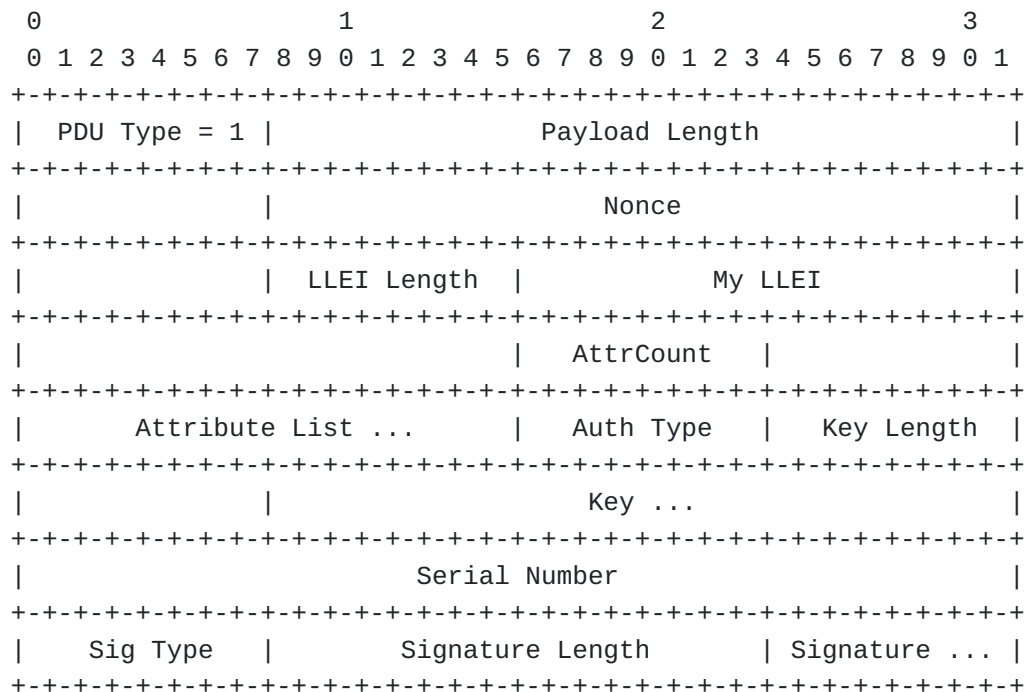 0                   1                   2                   3
 0 1 2 3 4 5 6 7 8 9 0 1 2 3 4 5 6 7 8 9 0 1 2 3 4 5 6 7 8 9 0 1
+-+-+-+-+-+-+-+-+-+-+-+-+-+-+-+-+-+-+-+-+-+-+-+-+-+-+-+-+-+-+-+-+
|  PDU Type = 1 |                 Payload Length                |
+-+-+-+-+-+-+-+-+-+-+-+-+-+-+-+-+-+-+-+-+-+-+-+-+-+-+-+-+-+-+-+-+
|               |                     Nonce                     |
+-+-+-+-+-+-+-+-+-+-+-+-+-+-+-+-+-+-+-+-+-+-+-+-+-+-+-+-+-+-+-+-+
|               |  LLEI Length  |            My LLEI            |
+-+-+-+-+-+-+-+-+-+-+-+-+-+-+-+-+-+-+-+-+-+-+-+-+-+-+-+-+-+-+-+-+
|                               |   AttrCount   |               |
+-+-+-+-+-+-+-+-+-+-+-+-+-+-+-+-+-+-+-+-+-+-+-+-+-+-+-+-+-+-+-+-+
|       Attribute List ...      |   Auth Type   |   Key Length  |
+-+-+-+-+-+-+-+-+-+-+-+-+-+-+-+-+-+-+-+-+-+-+-+-+-+-+-+-+-+-+-+-+
|               |                    Key ...                    |
+-+-+-+-+-+-+-+-+-+-+-+-+-+-+-+-+-+-+-+-+-+-+-+-+-+-+-+-+-+-+-+-+
|                         Serial Number                         |
+-+-+-+-+-+-+-+-+-+-+-+-+-+-+-+-+-+-+-+-+-+-+-+-+-+-+-+-+-+-+-+-+
|    Sig Type   |        Signature Length       | Signature ... |
+-+-+-+-+-+-+-+-+-+-+-+-+-+-+-+-+-+-+-+-+-+-+-+-+-+-+-+-+-+-+-+-+